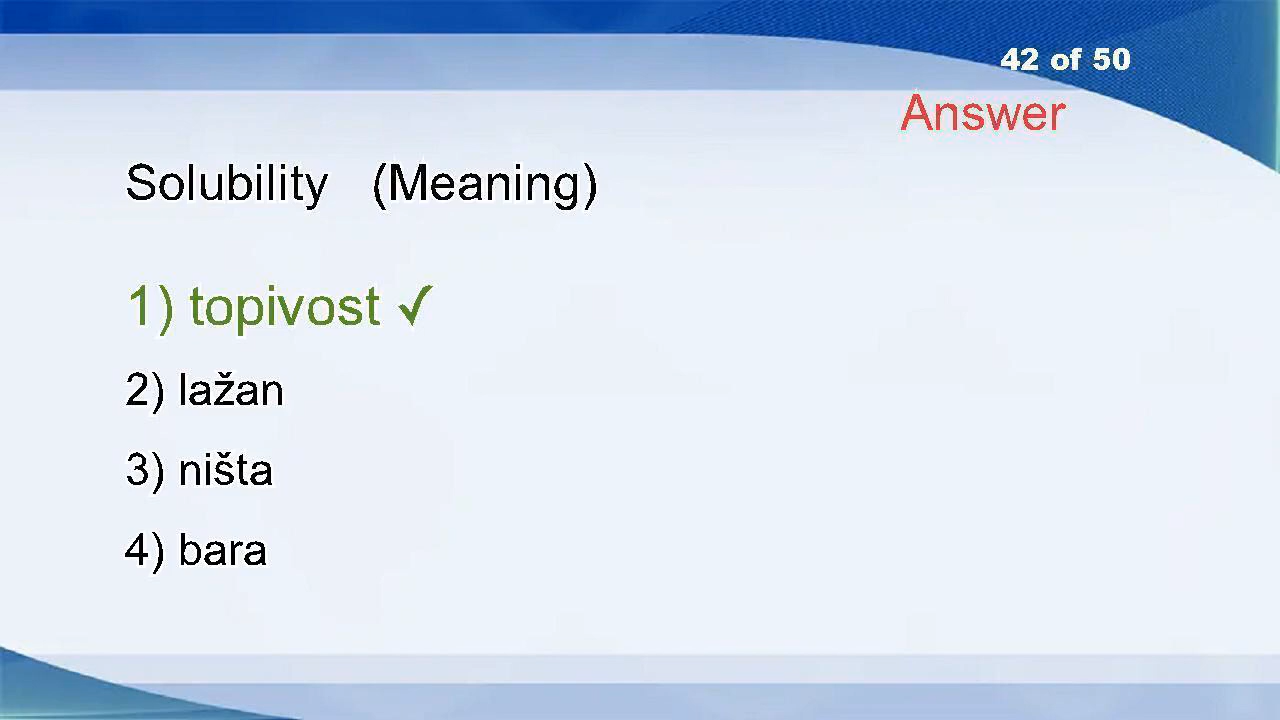 42 of 50
Answer
Solubility (Meaning)
1) topivost ✓
2) lažan
3) ništa
4) bara